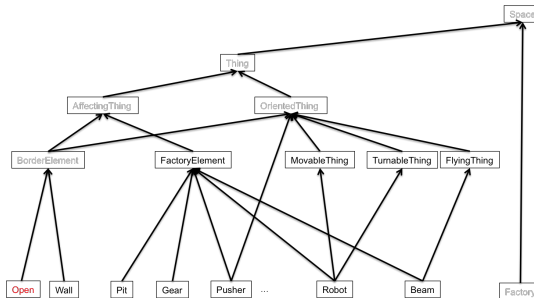 Space
Thing
AffectingThing
OrientedThing
BorderElement
FactoryElement
MovableThing
TurnableThing
FlyingThing
Open
Wall
Pit
Gear
Pusher
...
Robot
Beam
Factory